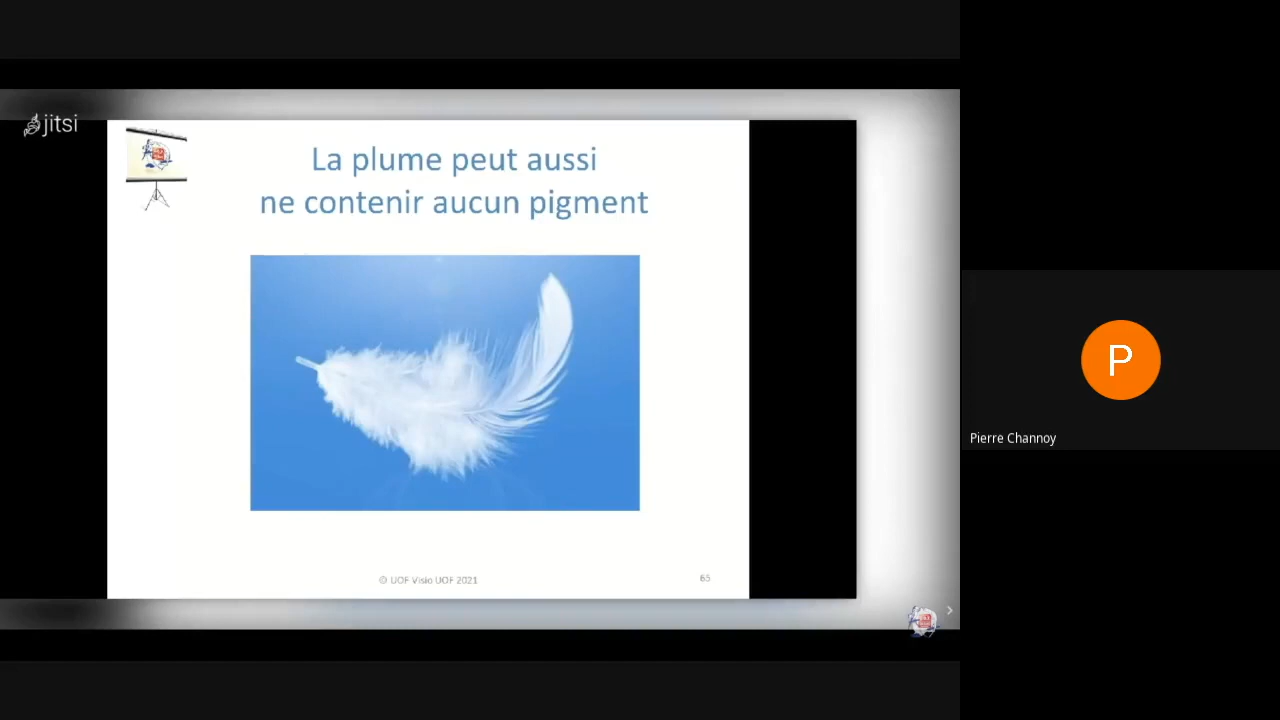 jitsi
La plume peut aussi
ne contenir aucun pigment
© UOF Visio UOF 2021
65
P
Pierre Channoy